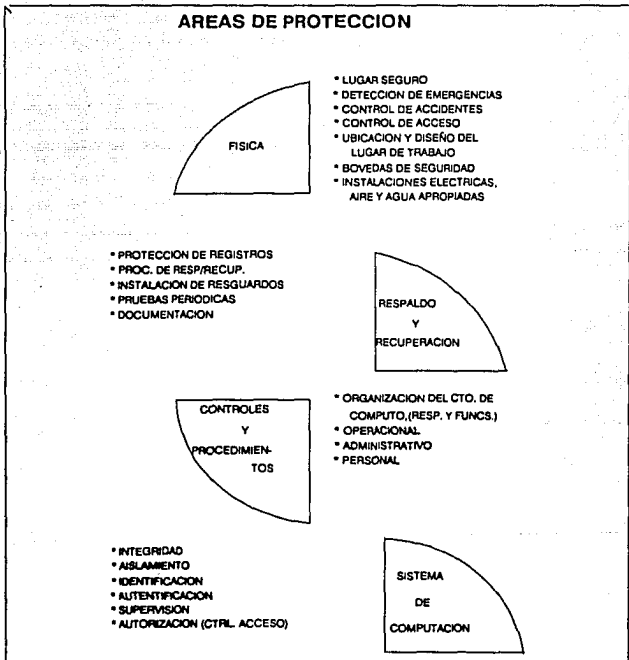 AREAS DE PROTECCION
FISICA
* LUGAR SEGURO
* DETECCION DE EMERGENCIAS
* CONTROL DE ACCIDENTES
* CONTROL DE ACCESO
* UBICACION Y DISEÑO DEL
LUGAR DE TRABAJO
* BOVEDAS DE SEGURIDAD
* INSTALACIONES ELECTRICAS,
AIRE Y AGUA APROPIADAS
* PROTECCION DE REGISTROS
* PROC. DE RESP/RECUP.
* INSTALACION DE RESGUARDOS
* PRUEBAS PERIODICAS
* DOCUMENTACION
RESPALDO
Y
RECUPERACION
CONTROLES
Y
PROCEDIMIEN-
TOS
* ORGANIZACION DEL CTO. DE
COMPUTO,(RESP. Y FUNCS.)
* OPERACIONAL
* ADMINISTRATIVO
* PERSONAL
* INTEGRIDAD
* AISLAMIENTO
* IDENTIFICACION
* AUTENTIFICACION
* SUPERVISION
* AUTORIZACION (CTRL. ACCESO)
SISTEMA
DE
COMPUTACION